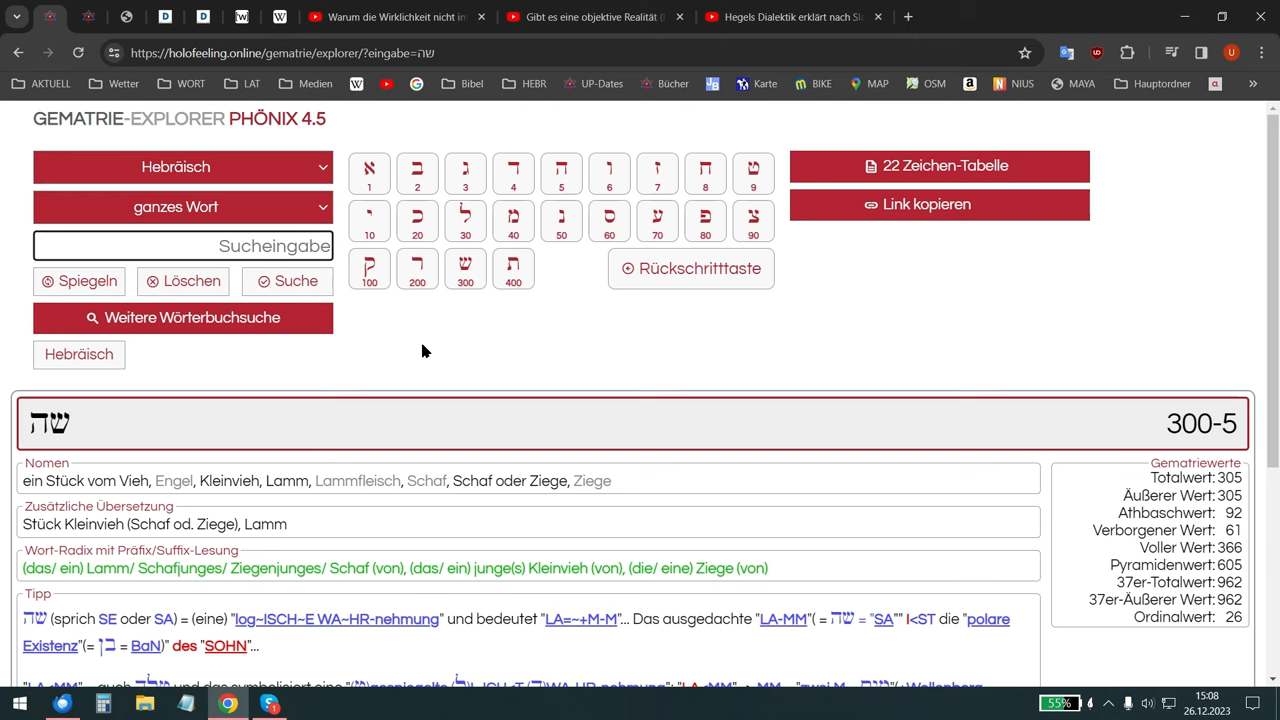 Warum die Wirklichkeit nicht in
Gibt es eine objektive Realität (
Hegels Dialektik erklärt nach Sl
https://holofeeling.online/gematrie/explorer/?eingabe=שה
AKTUELL Wetter WORT LAT Medien Bibel HEBR UP-Dates Bücher Karte BIKE MAP OSM NIUS MAYA Hauptordner
GEMATRIE-EXPLORER PHÖNIX 4.5
Hebräisch
ganzes Wort
Sucheingabe
Spiegeln Löschen Suche
Weitere Wörterbuchsuche
Hebräisch
א ב ג ד ה ו ז ח ט
1 2 3 4 5 6 7 8 9
י כ ל מ נ ס ע פ צ
10 20 30 40 50 60 70 80 90
ק ר ש ת
100 200 300 400
Rückschritttaste
22 Zeichen-Tabelle
Link kopieren
שה 300-5
Nomen
ein Stück vom Vieh, Engel, Kleinvieh, Lamm, Lammfleisch, Schaf, Schaf oder Ziege, Ziege
Zusätzliche Übersetzung
Stück Kleinvieh (Schaf od. Ziege), Lamm
Wort-Radix mit Präfix/Suffix-Lesung
(das/ ein) Lamm/ Schafjunges/ Ziegenjunges/ Schaf (von), (das/ ein) junge(s) Kleinvieh (von), (die/ eine) Ziege (von)
Tipp
שה (sprich SE oder SA) = (eine) "log~ISCH~E WA~HR-nehmung" und bedeutet "LA=~+M-M"... Das ausgedachte "LA-MM"( = שה = "SA"" I<ST die "polare
Existenz"(= בן = BaN)" des "SOHN"...
Gematriewerte
Totalwert: 305
Äußerer Wert: 305
Athbaschwert: 92
Verborgener Wert: 61
Voller Wert: 366
Pyramidenwert: 605
37er-Totalwert: 962
37er-Äußerer Wert: 962
Ordinalwert: 26
55%
15:08
26.12.2023